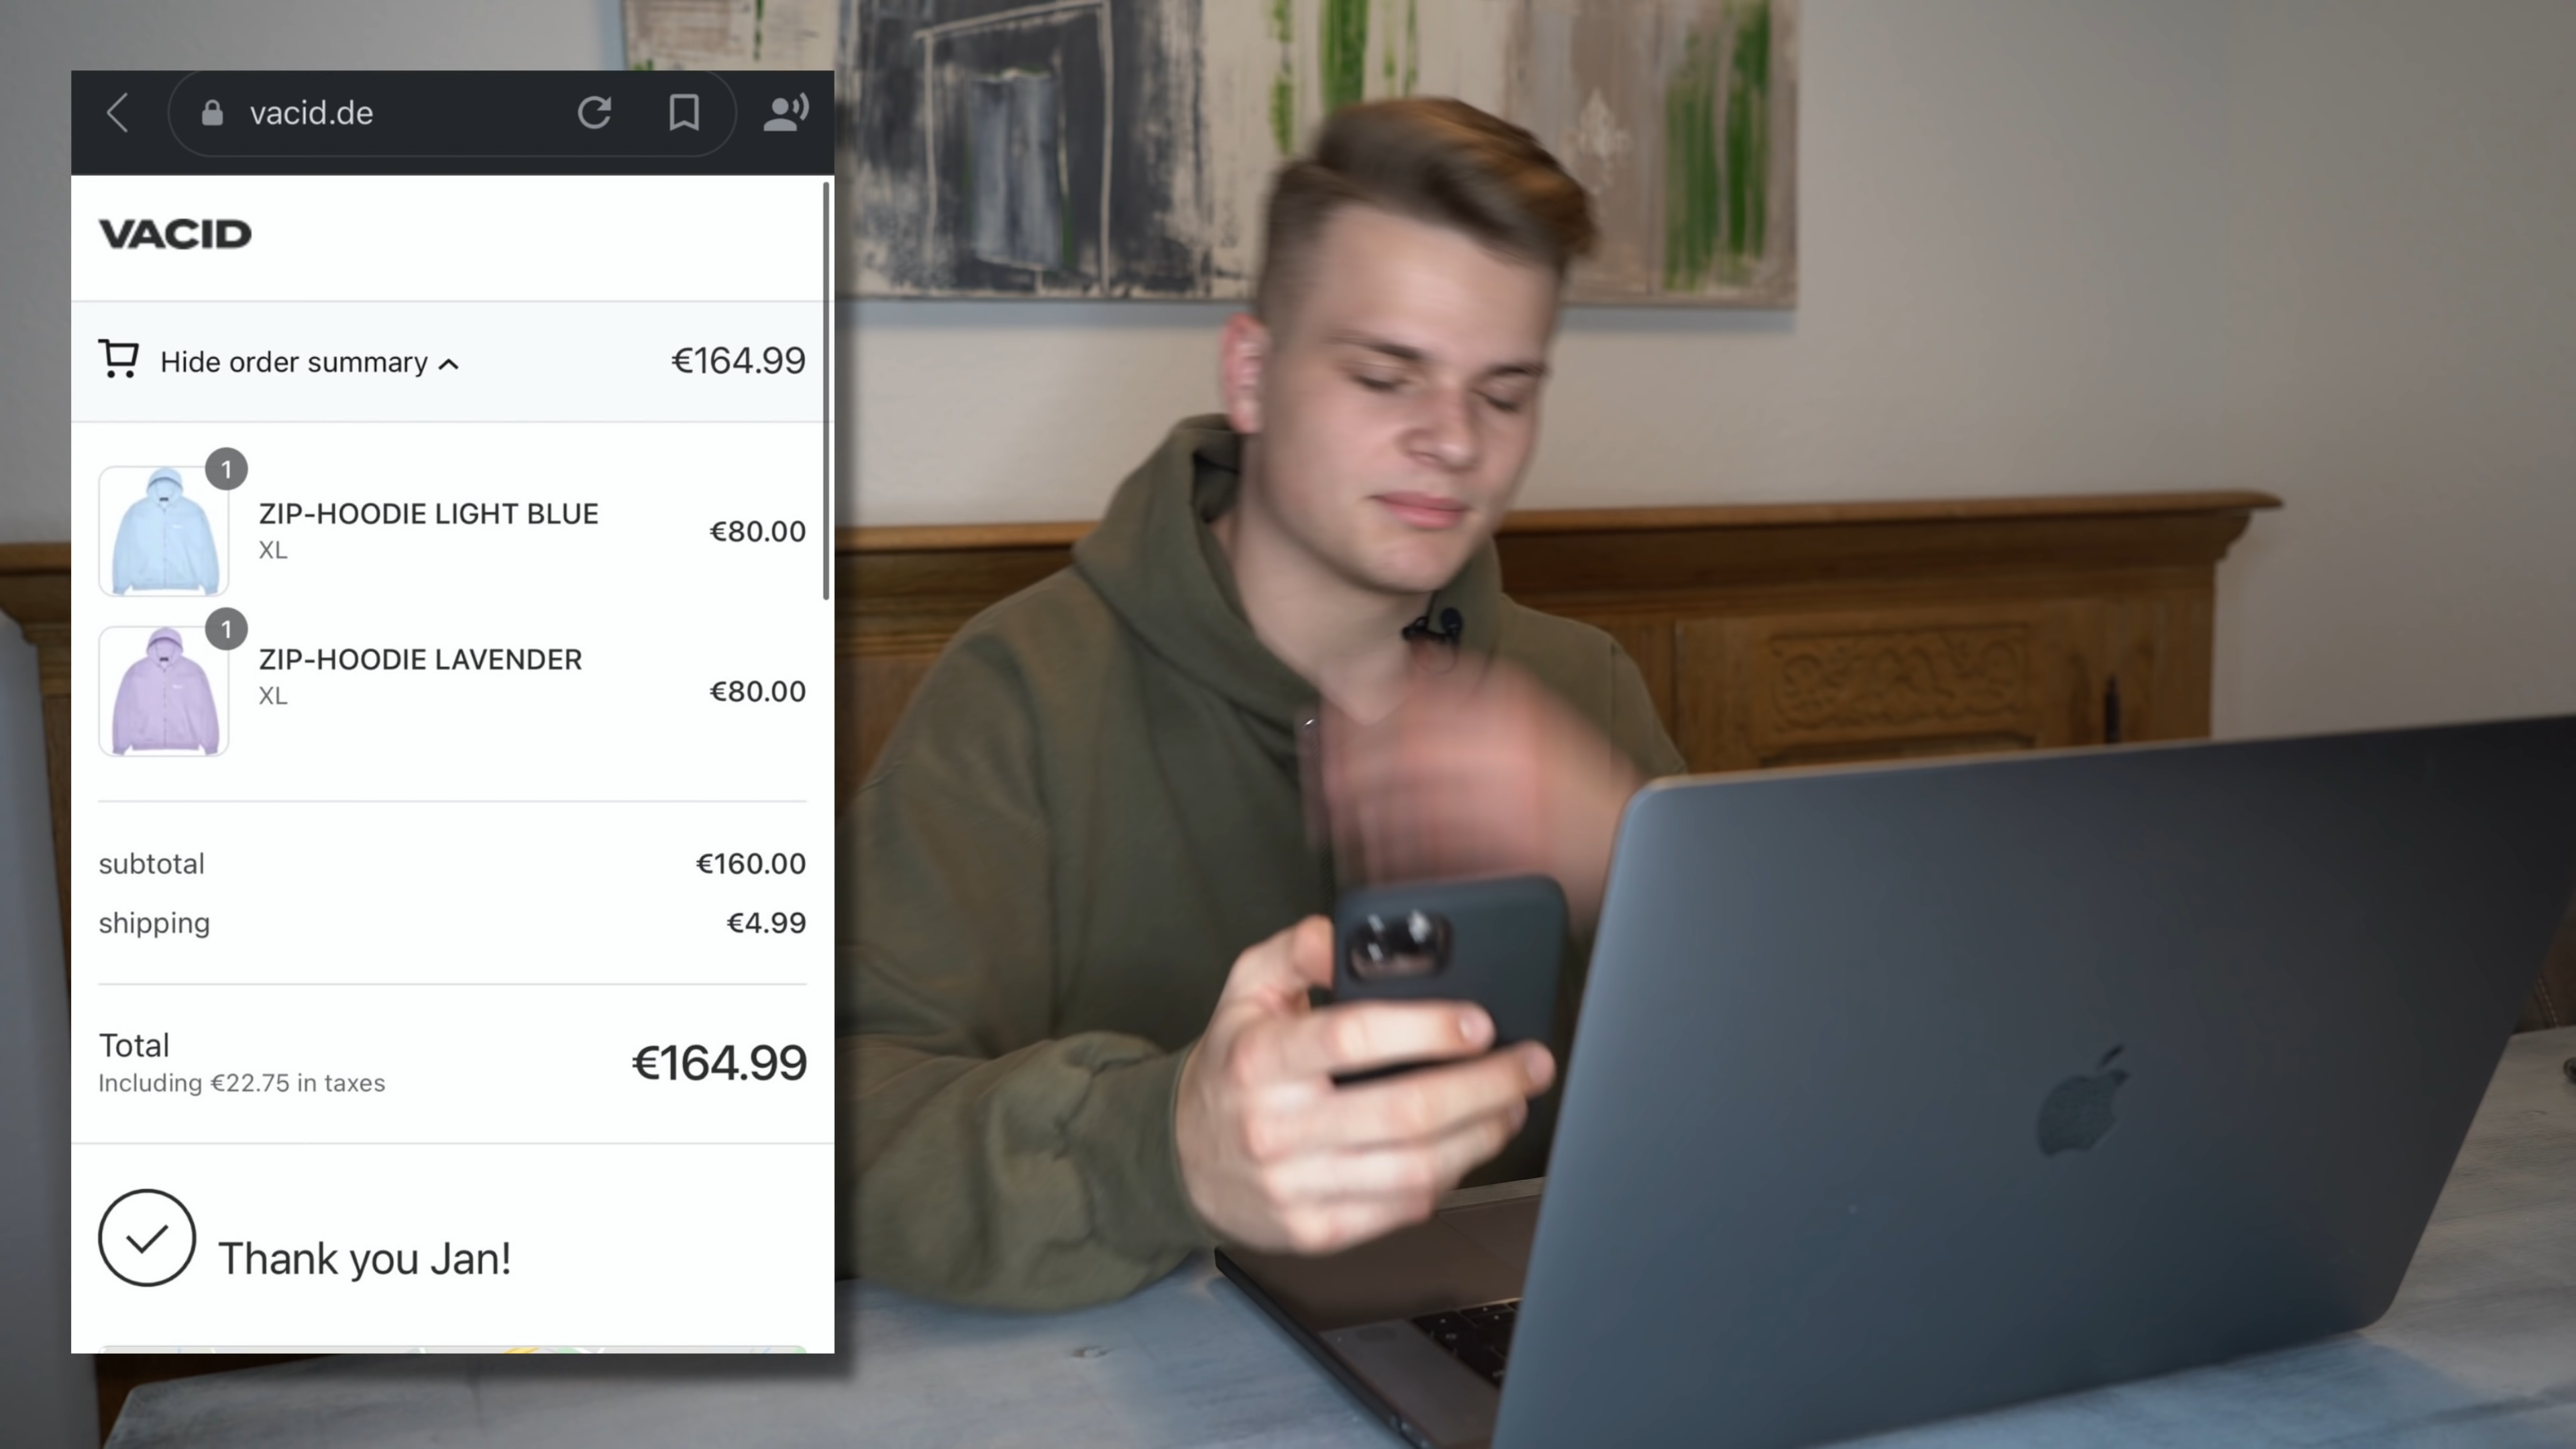 vacid.de
VACID
Hide order summary €164.99
1
ZIP-HOODIE LIGHT BLUE
XL
€80.00
1
ZIP-HOODIE LAVENDER
XL
€80.00
subtotal €160.00
shipping €4.99
Total
Including €22.75 in taxes
€164.99
Thank you Jan!